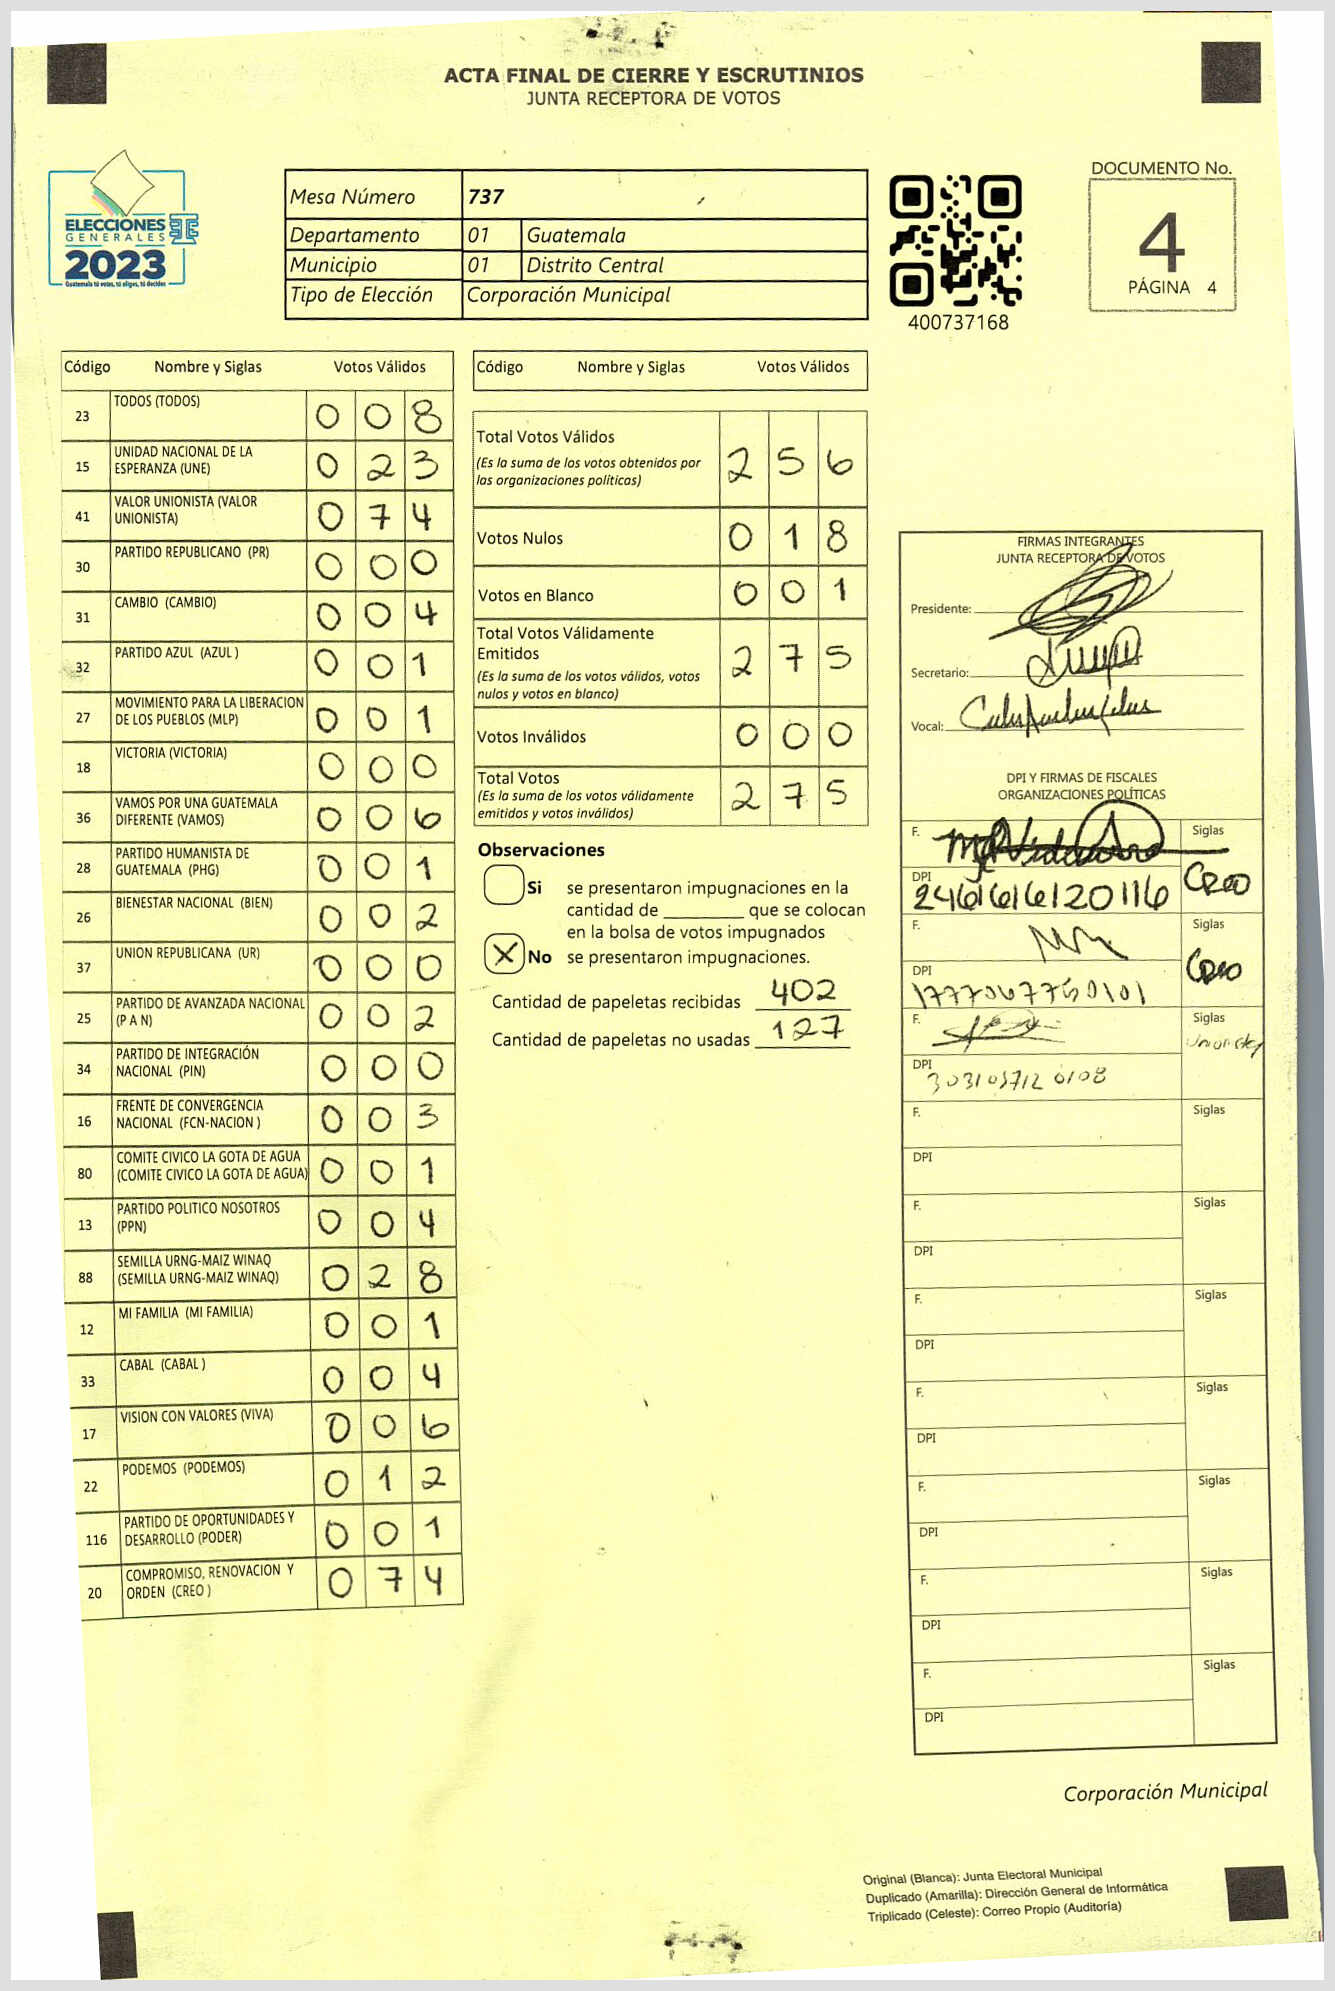 ACTA FINAL DE CIERRE Y ESCRUTINIOS
JUNTA RECEPTORA DE VOTOS
ELECCIONES
GENERALES
2023
Guatemala tú votas, tú eliges, tú decides
Mesa Número 737
Departamento 01 Guatemala
Municipio 01 Distrito Central
Tipo de Elección Corporación Municipal
400737168
DOCUMENTO No.
4
PÁGINA 4
Código Nombre y Siglas Votos Válidos
23 TODOS (TODOS) 0 0 8
15 UNIDAD NACIONAL DE LA ESPERANZA (UNE) 0 2 3
41 VALOR UNIONISTA (VALOR UNIONISTA) 0 7 4
30 PARTIDO REPUBLICANO (PR) 0 0 0
31 CAMBIO (CAMBIO) 0 0 4
32 PARTIDO AZUL (AZUL ) 0 0 1
27 MOVIMIENTO PARA LA LIBERACION DE LOS PUEBLOS (MLP) 0 0 1
18 VICTORIA (VICTORIA) 0 0 0
36 VAMOS POR UNA GUATEMALA DIFERENTE (VAMOS) 0 0 6
28 PARTIDO HUMANISTA DE GUATEMALA (PHG) 0 0 1
26 BIENESTAR NACIONAL (BIEN) 0 0 2
37 UNION REPUBLICANA (UR) 0 0 0
25 PARTIDO DE AVANZADA NACIONAL (P A N) 0 0 2
34 PARTIDO DE INTEGRACIÓN NACIONAL (PIN) 0 0 0
16 FRENTE DE CONVERGENCIA NACIONAL (FCN-NACION ) 0 0 3
80 COMITE CIVICO LA GOTA DE AGUA (COMITE CIVICO LA GOTA DE AGUA) 0 0 1
13 PARTIDO POLITICO NOSOTROS (PPN) 0 0 4
88 SEMILLA URNG-MAIZ WINAQ (SEMILLA URNG-MAIZ WINAQ) 0 2 8
12 MI FAMILIA (MI FAMILIA) 0 0 1
33 CABAL (CABAL ) 0 0 4
17 VISION CON VALORES (VIVA) 0 0 6
22 PODEMOS (PODEMOS) 0 1 2
116 PARTIDO DE OPORTUNIDADES Y DESARROLLO (PODER) 0 0 1
20 COMPROMISO, RENOVACION Y ORDEN (CREO ) 0 7 4
Código Nombre y Siglas Votos Válidos
Total Votos Válidos 2 5 6
(Es la suma de los votos obtenidos por
las organizaciones políticas)
Votos Nulos 0 1 8
Votos en Blanco 0 0 1
Total Votos Válidamente
Emitidos 2 7 5
(Es la suma de los votos válidos, votos
nulos y votos en blanco)
Votos Inválidos 0 0 0
Total Votos 2 7 5
(Es la suma de los votos válidamente
emitidos y votos inválidos)
Observaciones
Si se presentaron impugnaciones en la
cantidad de ________ que se colocan
en la bolsa de votos impugnados
X No se presentaron impugnaciones.
Cantidad de papeletas recibidas 402
Cantidad de papeletas no usadas 127
FIRMAS INTEGRANTES
JUNTA RECEPTORA DE VOTOS
Presidente:
Secretario:
Vocal:
DPI Y FIRMAS DE FISCALES
ORGANIZACIONES POLÍTICAS
F. Siglas
DPI CREO
2466616120116
F. Siglas
DPI CREO
F. Siglas
DPI
F. Siglas
DPI
F. Siglas
DPI
F. Siglas
DPI
F. Siglas
DPI
F. Siglas
DPI
F. Siglas
DPI
F. Siglas
DPI
Corporación Municipal
Original (Blanca): Junta Electoral Municipal
Duplicado (Amarilla): Dirección General de Informática
Triplicado (Celeste): Correo Propio (Auditoría)